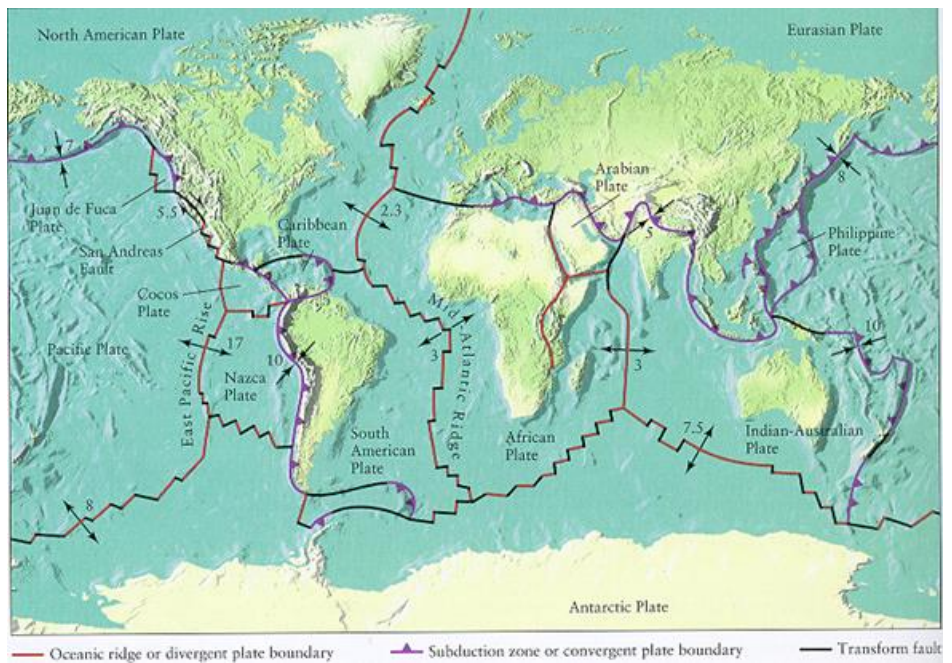 North American Plate
Eurasian Plate
7
8
Arabian
Plate
Juan de Fuca
Plate
5.5
2.3
5
Caribbean
Plate
Philippine
Plate
San Andreas
Fault
Cocos
Plate
Mid-Atlantic Ridge
East Pacific Rise
10
Pacific Plate
17
10
3
3
Nazca
Plate
South
American
Plate
African
Plate
7.5
Indian-Australian
Plate
8
Antarctic Plate
Oceanic ridge or divergent plate boundary
Subduction zone or convergent plate boundary
Transform fault